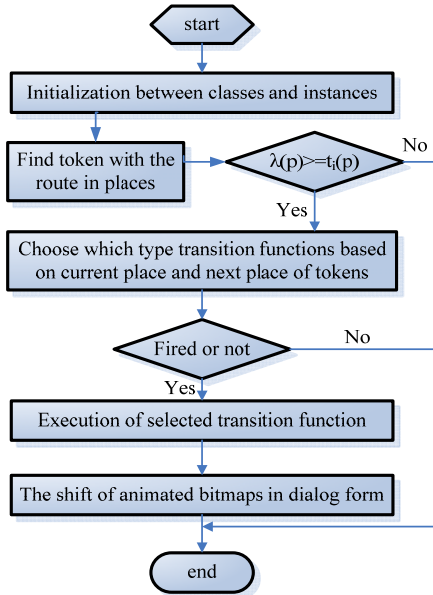 start
Initialization between classes and instances
Find token with the
route in places
λ(p)>=tᵢ(p)
No
Yes
Choose which type transition functions based
on current place and next place of tokens
Fired or not
No
Yes
Execution of selected transition function
The shift of animated bitmaps in dialog form
end